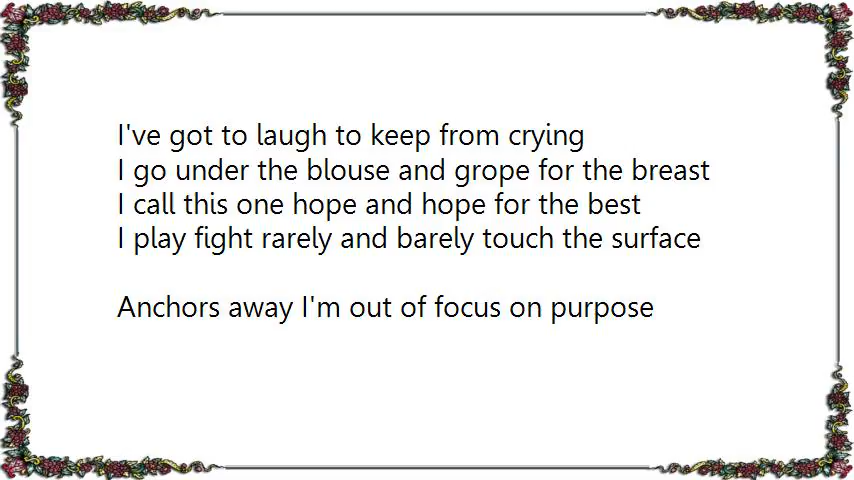 I've got to laugh to keep from crying
I go under the blouse and grope for the breast
I call this one hope and hope for the best
I play fight rarely and barely touch the surface
Anchors away I'm out of focus on purpose